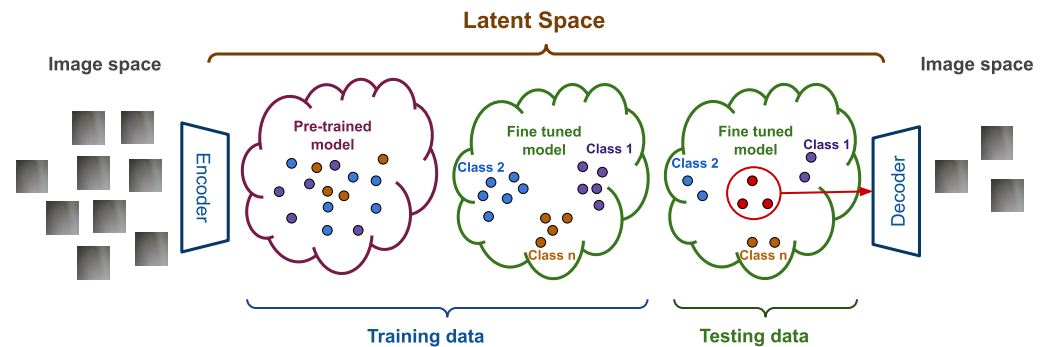 Latent Space
Image space
Image space
Encoder
Pre-trained
model
Fine tuned
model
Class 1
Class 2
Class n
Fine tuned
model
Class 1
Class 2
Class n
Decoder
Training data
Testing data